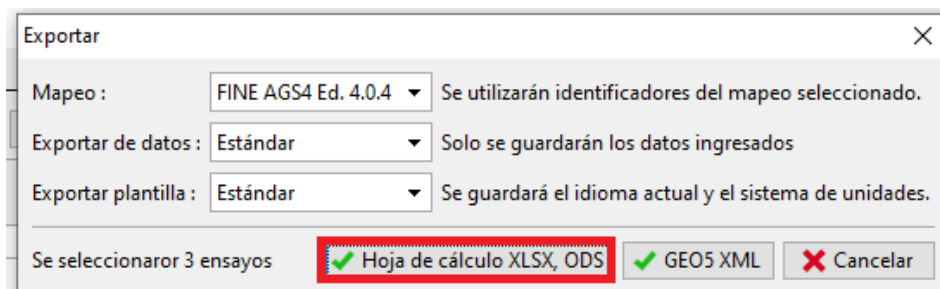 Exportar
Mapeo : FINE AGS4 Ed. 4.0.4 Se utilizarán identificadores del mapeo seleccionado.
Exportar de datos : Estándar Solo se guardarán los datos ingresados
Exportar plantilla : Estándar Se guardará el idioma actual y el sistema de unidades.
Se seleccionaror 3 ensayos Hoja de cálculo XLSX, ODS GEO5 XML Cancelar